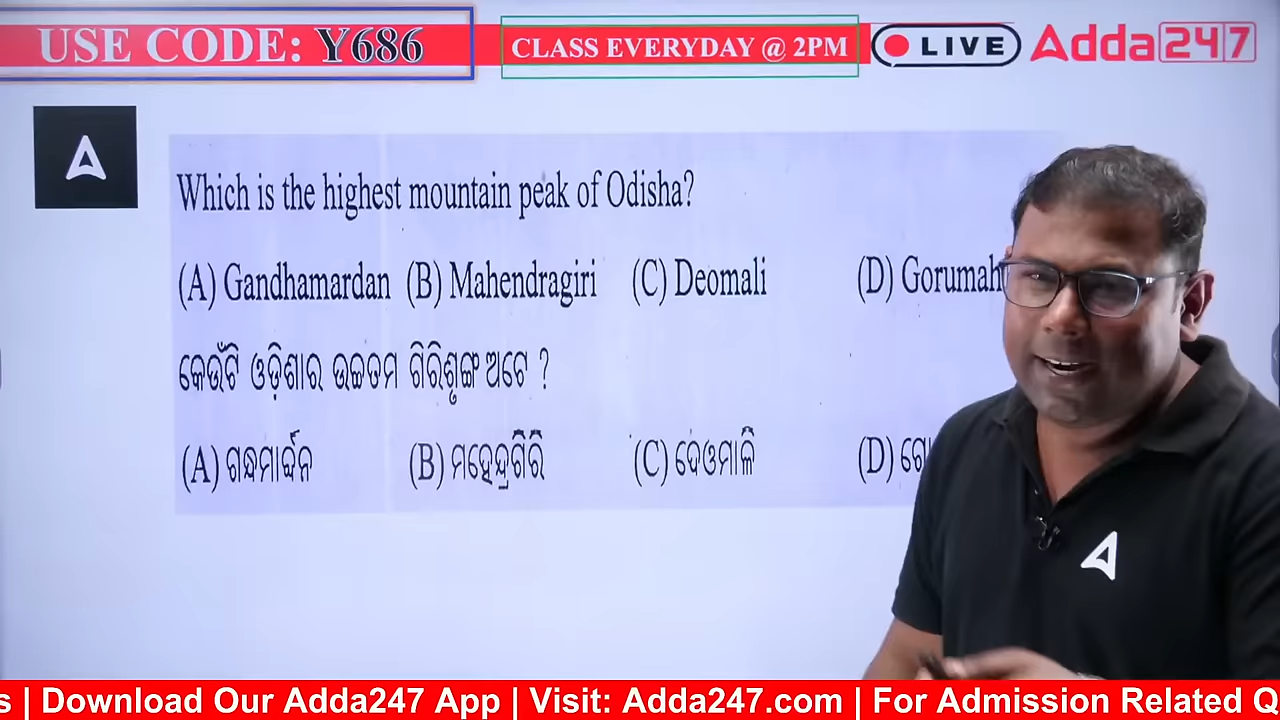 USE CODE: Y686
CLASS EVERYDAY @ 2PM
LIVE
Adda247
Which is the highest mountain peak of Odisha?
(A) Gandhamardan (B) Mahendragiri (C) Deomali (D)
କେଉଁଟି ଓଡ଼ିଶାର ଉଚ୍ଚତମ ଗିରିଶୃଙ୍ଗ ଅଟେ ?
(A) ଗନ୍ଧମାର୍ଦ୍ଦନ (B) ମହେନ୍ଦ୍ରଗିରି (C) ଦେଓମାଳି (D)
| Download Our Adda247 App | Visit: Adda247.com | For Admission Related